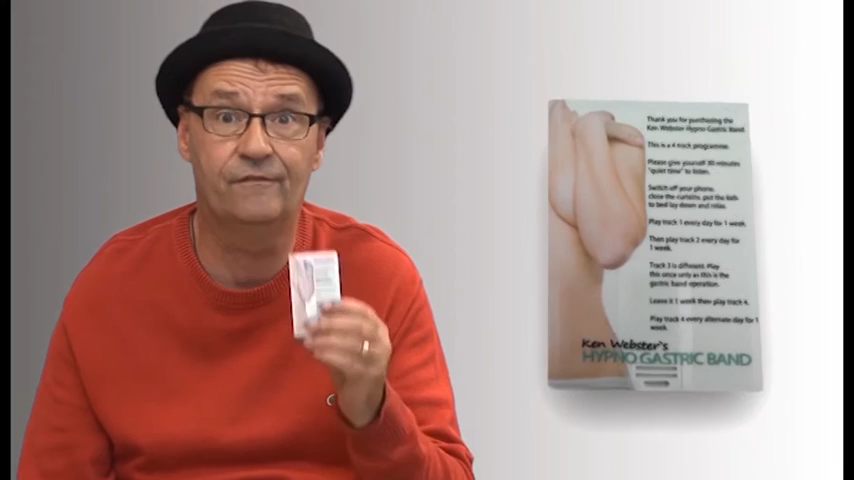 Thank you for purchasing the
Ken Webster Hypno Gastric Band
This is a 4 track programme.
Please give yourself 30 minutes
"quiet time" to listen.
Switch off your phone,
close the curtains, put the kids
to bed lay down and relax.
Play track 1 every day for 1 week.
Then play track 2 every day for
1 week.
Track 3 is different. Play
this once only as this is the
gastric band operation.
Leave it 1 week then play track 4.
Play track 4 every alternate day for 1
week.
Ken Webster's
HYPNO GASTRIC BAND